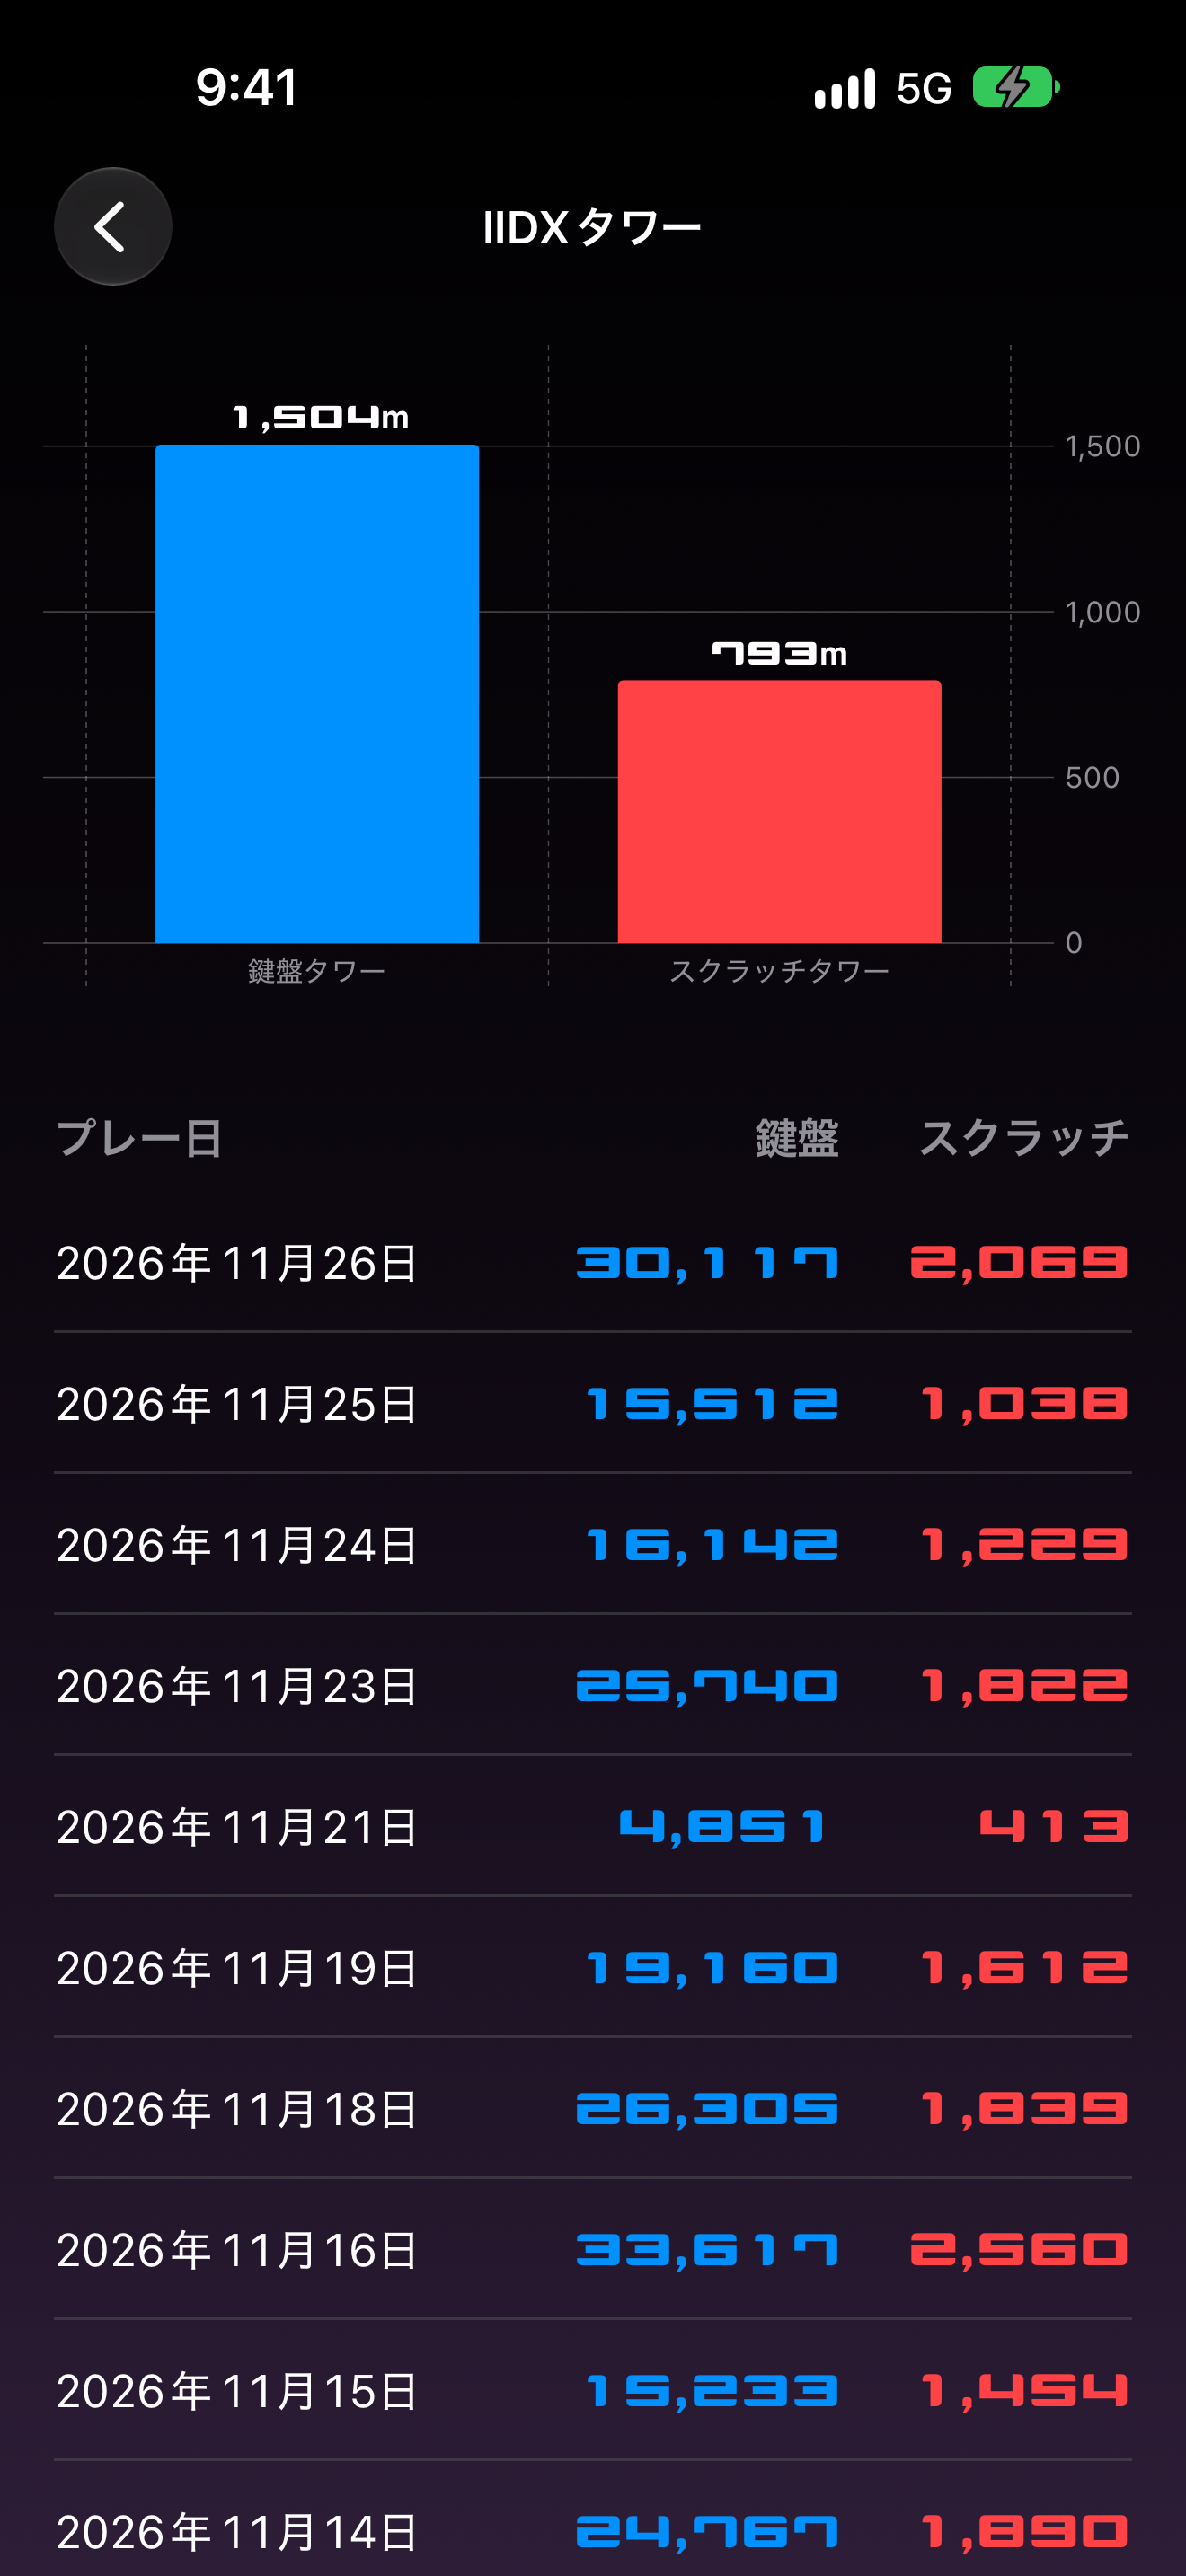 9:41
5G
IIDXタワー
1,504m
1,500
1,000
793m
500
0
鍵盤タワー
スクラッチタワー
プレー日 鍵盤 スクラッチ
2026年11月26日 30,117 2,069
2026年11月25日 15,512 1,038
2026年11月24日 16,142 1,229
2026年11月23日 25,740 1,822
2026年11月21日 4,851 413
2026年11月19日 19,160 1,612
2026年11月18日 26,305 1,839
2026年11月16日 33,617 2,560
2026年11月15日 15,233 1,454
2026年11月14日 24,767 1,890